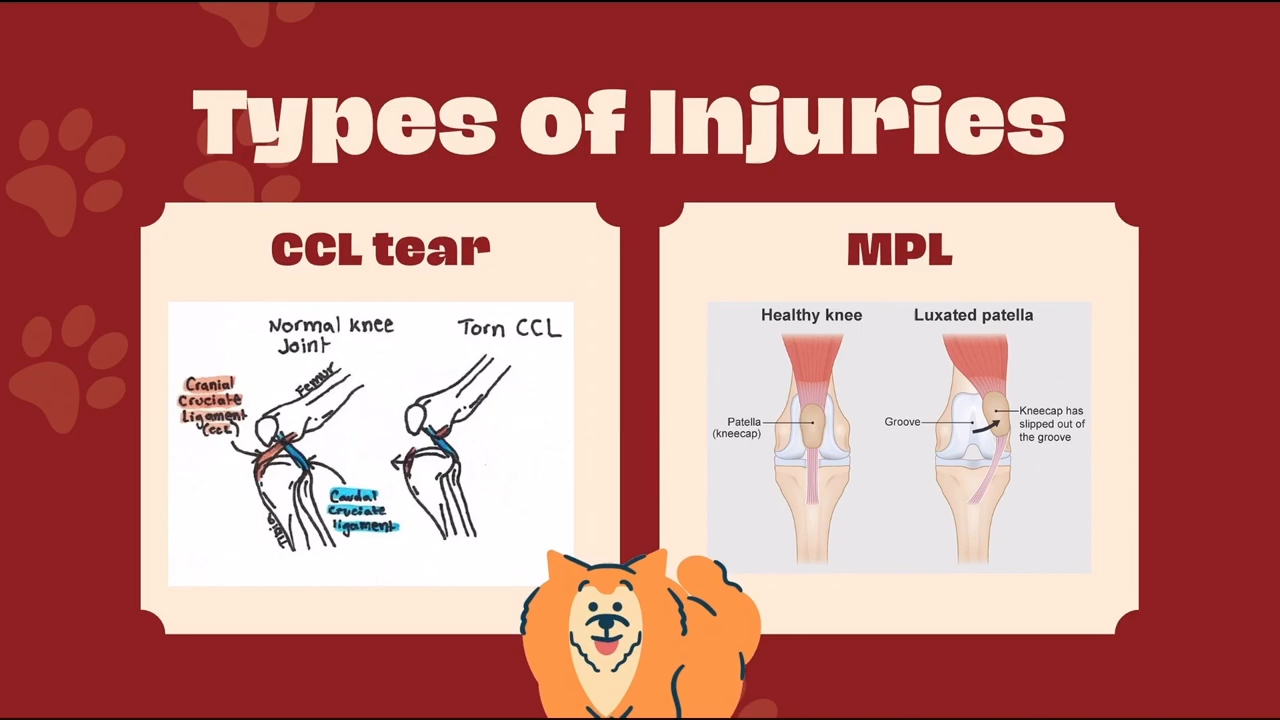 Types of Injuries
CCL tear
Normal knee
Joint
Torn CCL
Cranial
Cruciate
Ligament
(CCL)
Femur
Caudal
Cruciate
ligament
Tibia
MPL
Healthy knee
Luxated patella
Patella
(kneecap)
Groove
Kneecap has
slipped out of
the groove